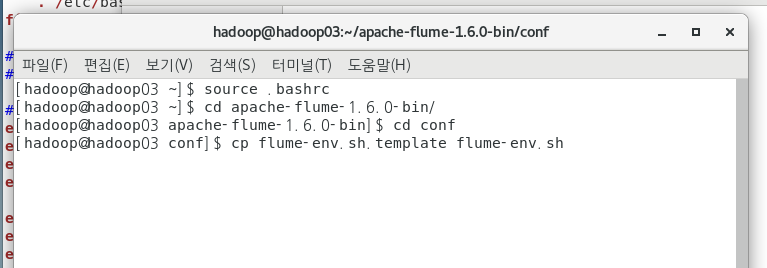 . /etc/bas
hadoop@hadoop03:~/apache-flume-1.6.0-bin/conf
파일(F) 편집(E) 보기(V) 검색(S) 터미널(T) 도움말(H)
[hadoop@hadoop03 ~]$ source .bashrc
[hadoop@hadoop03 ~]$ cd apache-flume-1.6.0-bin/
[hadoop@hadoop03 apache-flume-1.6.0-bin]$ cd conf
[hadoop@hadoop03 conf]$ cp flume-env.sh.template flume-env.sh